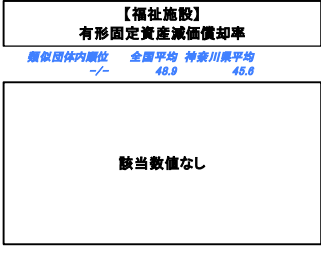 【福祉施設】
有形固定資産減価償却率
類似団体内順位 全国平均 神奈川県平均
-/- 48.9 45.6
該当数値なし